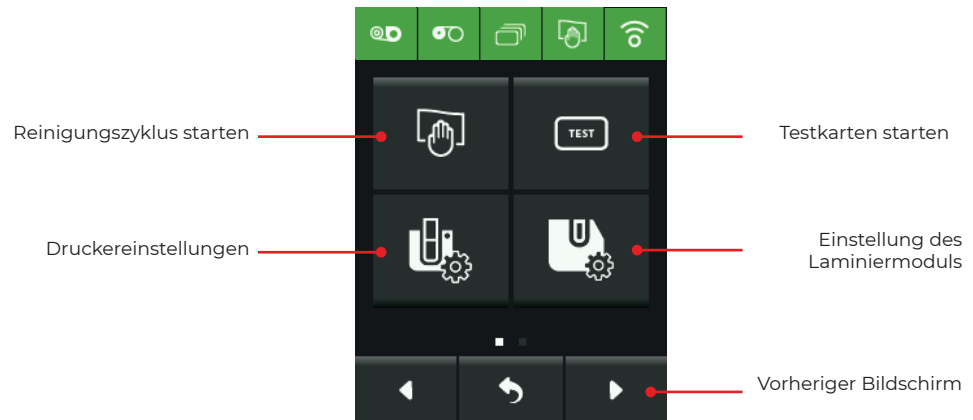 Reinigungszyklus starten
TEST
Testkarten starten
Druckereinstellungen
Einstellung des
Laminiermoduls
Vorheriger Bildschirm